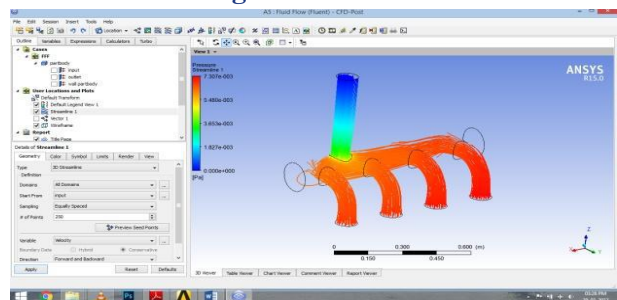 A5 : Fluid Flow (Fluent) - CFD-Post
File Edit Session Insert Tools Help
Location
Outline Variables Expressions Calculators Turbo
Cases
FFF
partbody
input
outlet
wall partbody
User Locations and Plots
Default Transform
Default Legend View 1
Streamline 1
Vector 1
Wireframe
Report
Title Page
Details of Streamline 1
Geometry Color Symbol Limits Render View
Type 3D Streamline
Definition
Domains All Domains
Start From input
Sampling Equally Spaced
# of Points 250
Preview Seed Points
Variable Velocity
Boundary Data Hybrid Conservative
Direction Forward and Backward
Apply Reset Defaults
View 1
Pressure
Streamline 1
7.307e-003
5.480e-003
3.653e-003
1.827e-003
0.000e+000
[Pa]
ANSYS
R15.0
0 0.300 0.600 (m)
0.150 0.450
Z
3D Viewer Table Viewer Chart Viewer Comment Viewer Report Viewer